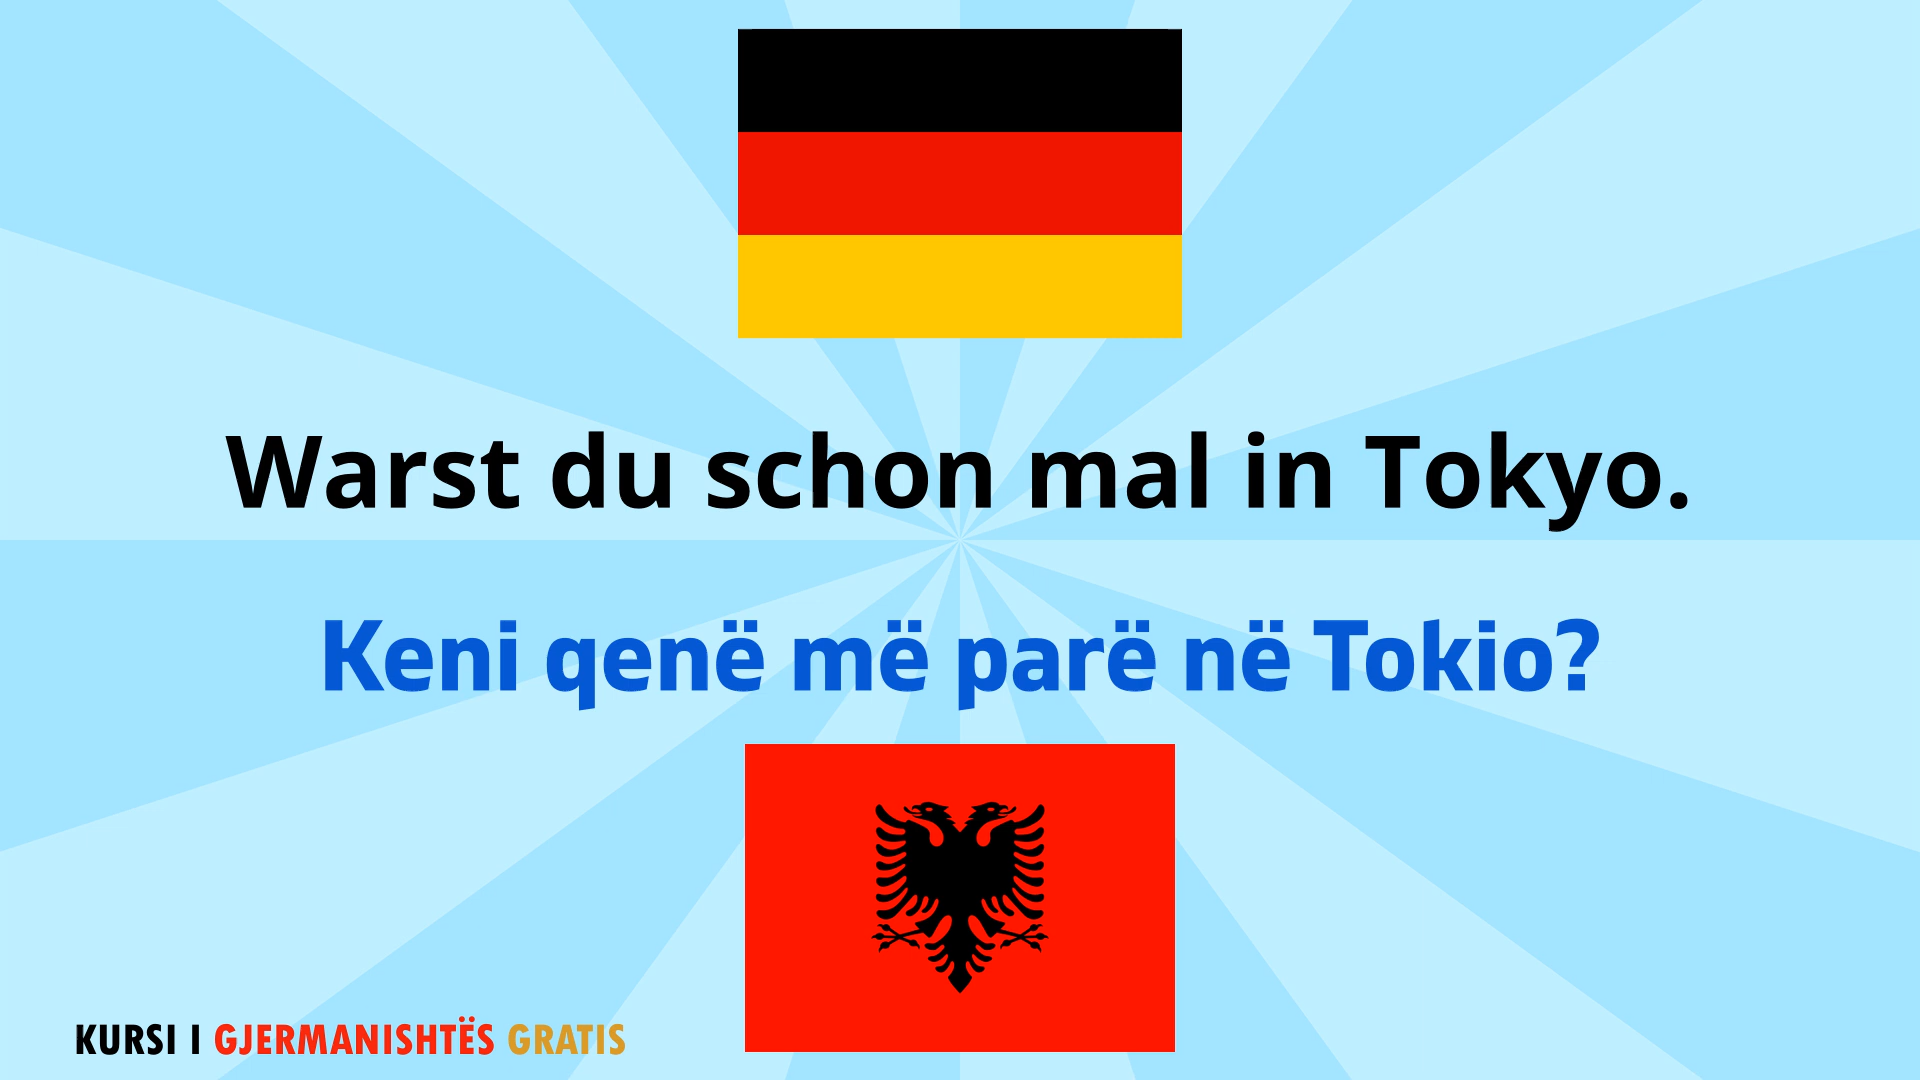 Warst du schon mal in Tokyo.
Keni qenë më parë në Tokio?
KURSI I GJERMANISHTËS GRATIS